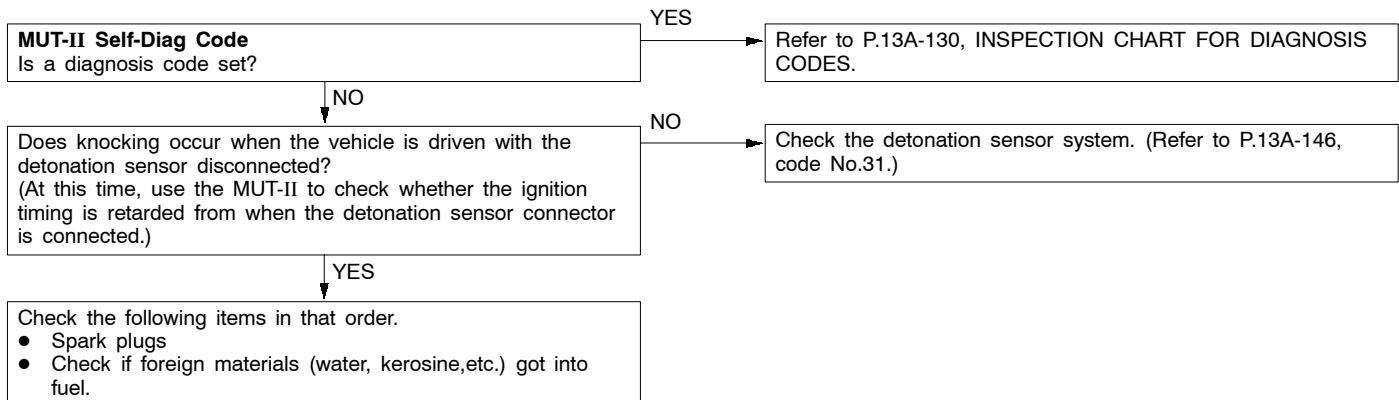 YES
MUT-II Self-Diag Code
Is a diagnosis code set?
Refer to P.13A-130, INSPECTION CHART FOR DIAGNOSIS
CODES.
NO
Does knocking occur when the vehicle is driven with the
detonation sensor disconnected?
(At this time, use the MUT-II to check whether the ignition
timing is retarded from when the detonation sensor connector
is connected.)
NO
Check the detonation sensor system. (Refer to P.13A-146,
code No.31.)
YES
Check the following items in that order.
● Spark plugs
● Check if foreign materials (water, kerosine,etc.) got into
fuel.